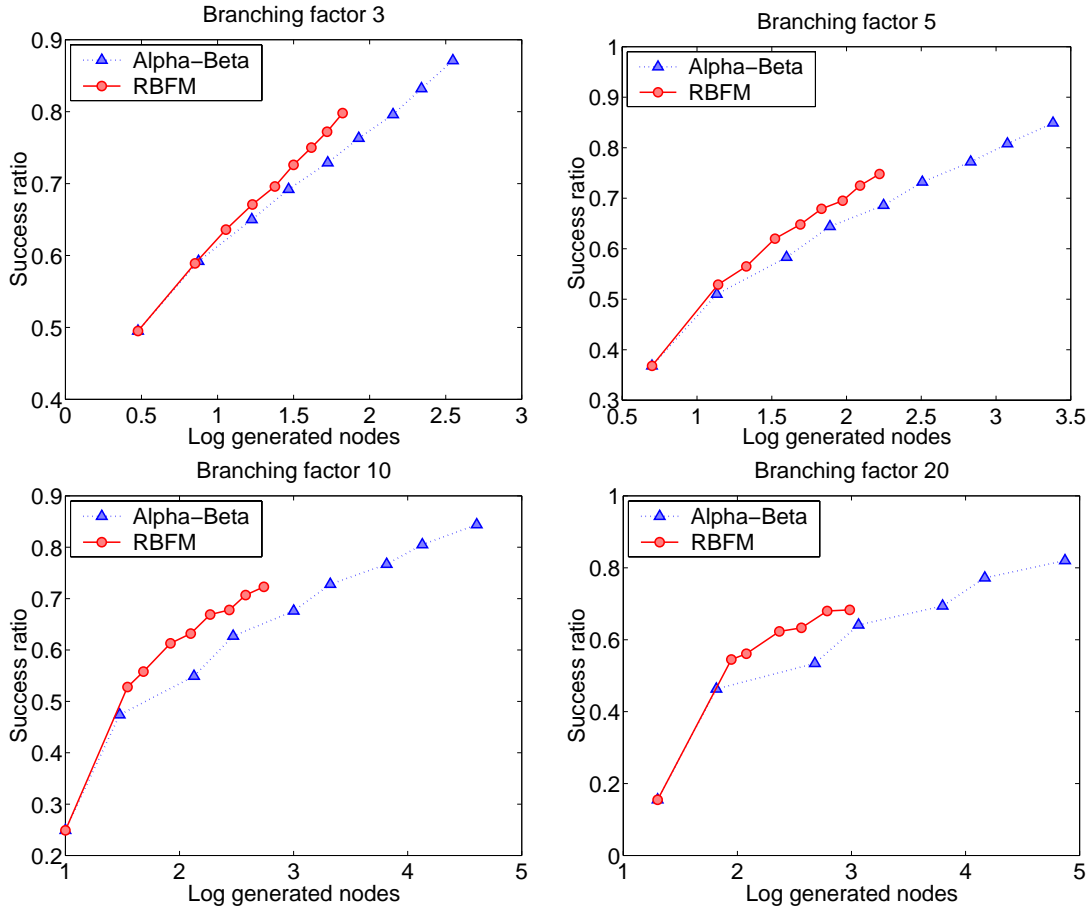 Branching factor 3
0.9
0.8
0.7
0.6
0.5
0.4
Success ratio
Alpha−Beta
RBFM
0
0.5
1
1.5
2
2.5
3
Log generated nodes
Branching factor 5
1
0.9
0.8
0.7
0.6
0.5
0.4
0.3
Success ratio
Alpha−Beta
RBFM
0.5
1
1.5
2
2.5
3
3.5
Log generated nodes
Branching factor 10
0.9
0.8
0.7
0.6
0.5
0.4
0.3
0.2
Success ratio
Alpha−Beta
RBFM
1
2
3
4
5
Log generated nodes
Branching factor 20
1
0.8
0.6
0.4
0.2
0
Success ratio
Alpha−Beta
RBFM
1
2
3
4
5
Log generated nodes